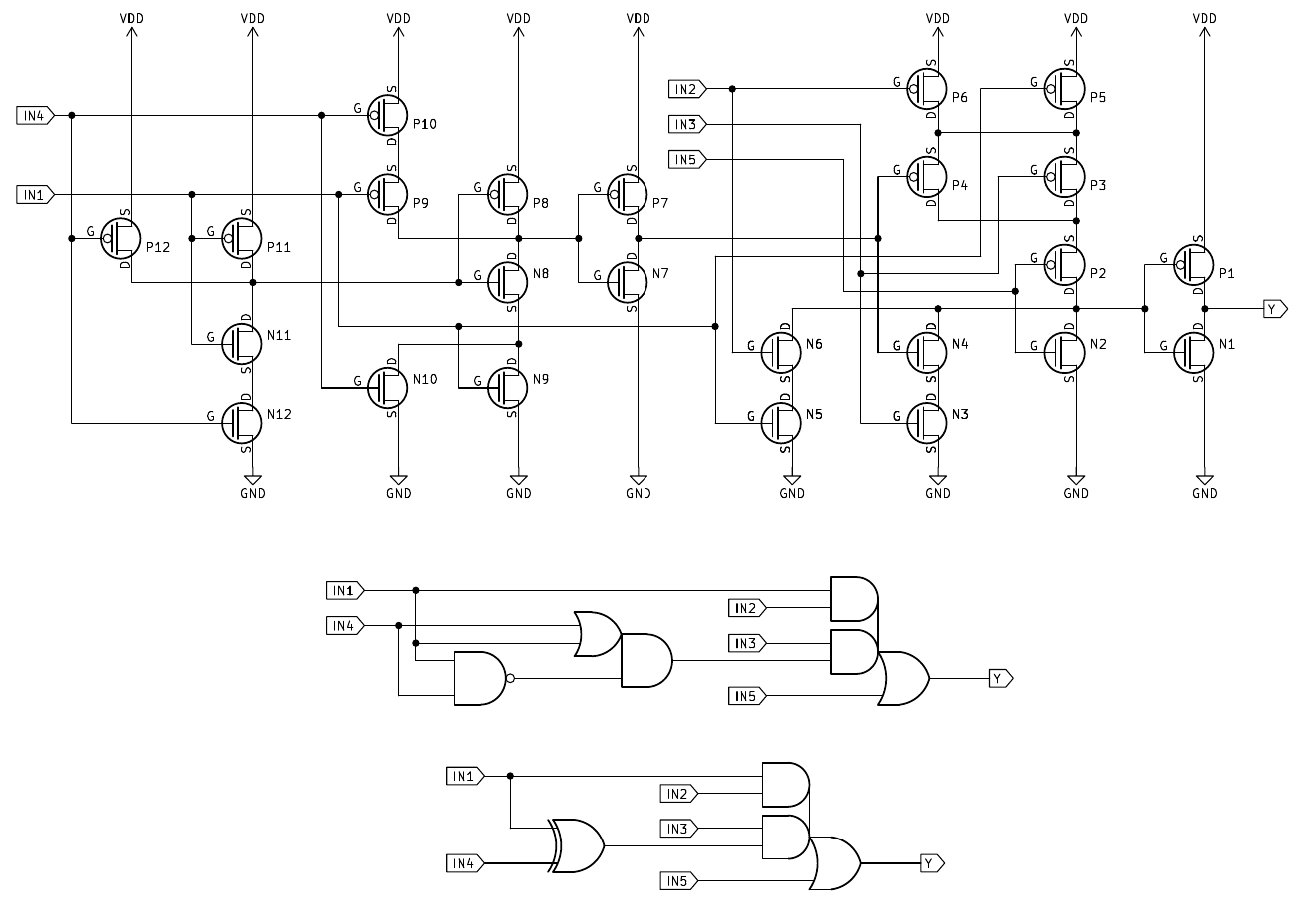 VDD VDD VDD VDD VDD VDD VDD VDD
S S S
IN4 G P10 IN2 G P6 G P5
D IN3 D D
S S S IN5 S S
IN1 G P9 G P8 G P7 G P4 G P3
S S D D D D D S S
G P12 G P11 G N8 G N7 G P2 G P1
D D S S D D
D D D D D Y
G N11 G N6 G N4 G N2 G N1
S D D S S S S
G N10 G N9
D S S D D
G N12 G N5 G N3
S S S
GND GND GND GND GND GND GND GND
IN1
IN2
IN4
IN3
Y
IN5
IN1
IN2
IN3
IN4 Y
IN5